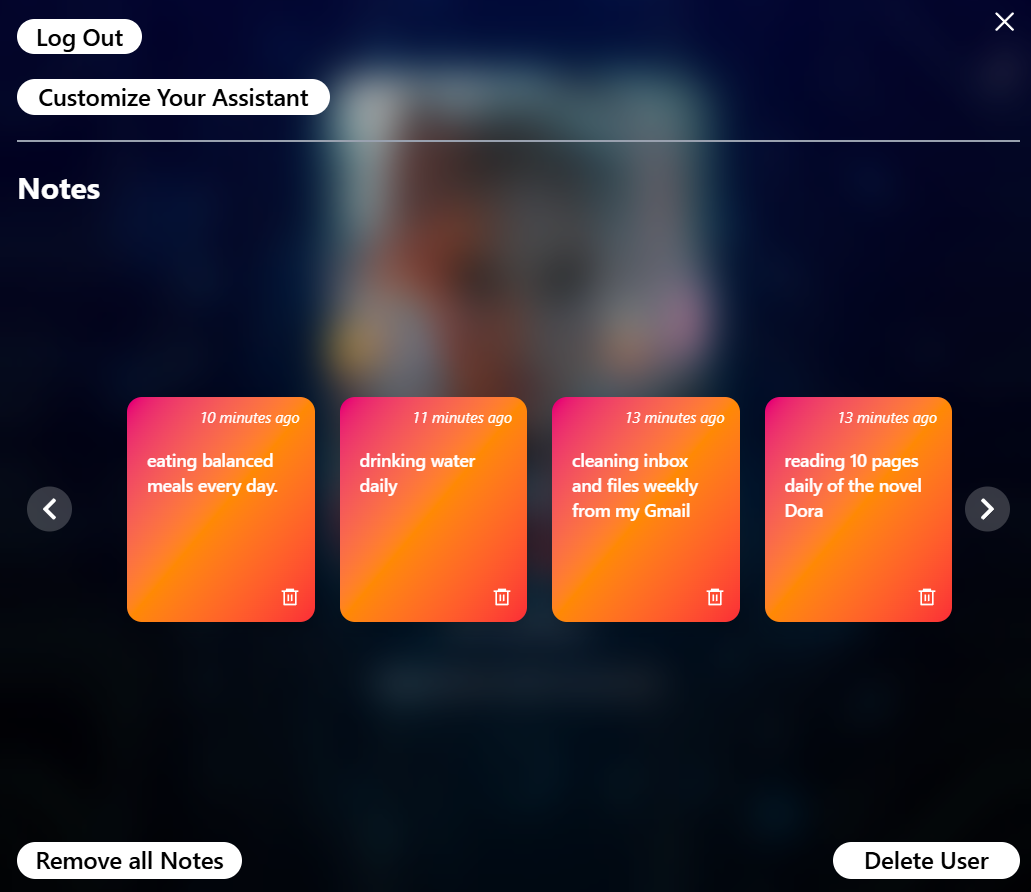 Log Out
Customize Your Assistant
Notes
10 minutes ago
eating balanced
meals every day.
11 minutes ago
drinking water
daily
13 minutes ago
cleaning inbox
and files weekly
from my Gmail
13 minutes ago
reading 10 pages
daily of the novel
Dora
Remove all Notes
Delete User